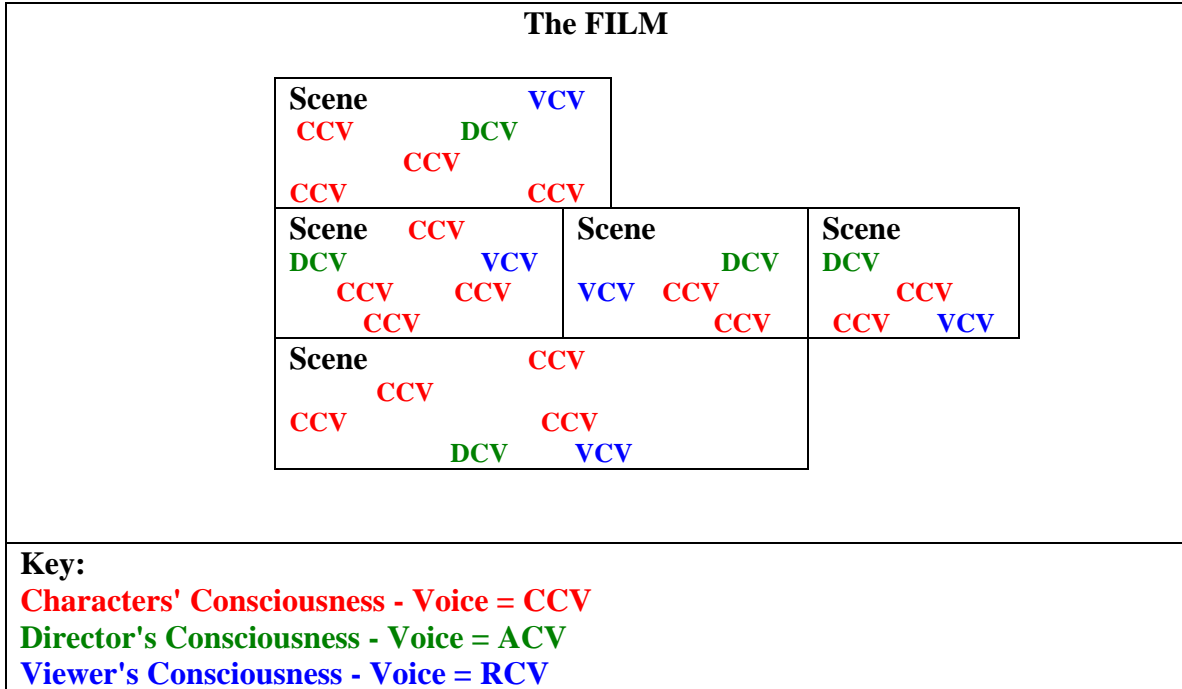 The FILM
Scene VCV
CCV DCV
CCV
CCV CCV
Scene CCV
DCV VCV
CCV CCV
CCV
Scene
DCV
VCV CCV
CCV
Scene
DCV
CCV
CCV VCV
Scene CCV
CCV
CCV CCV
DCV VCV
Key:
Characters' Consciousness - Voice = CCV
Director's Consciousness - Voice = ACV
Viewer's Consciousness - Voice = RCV